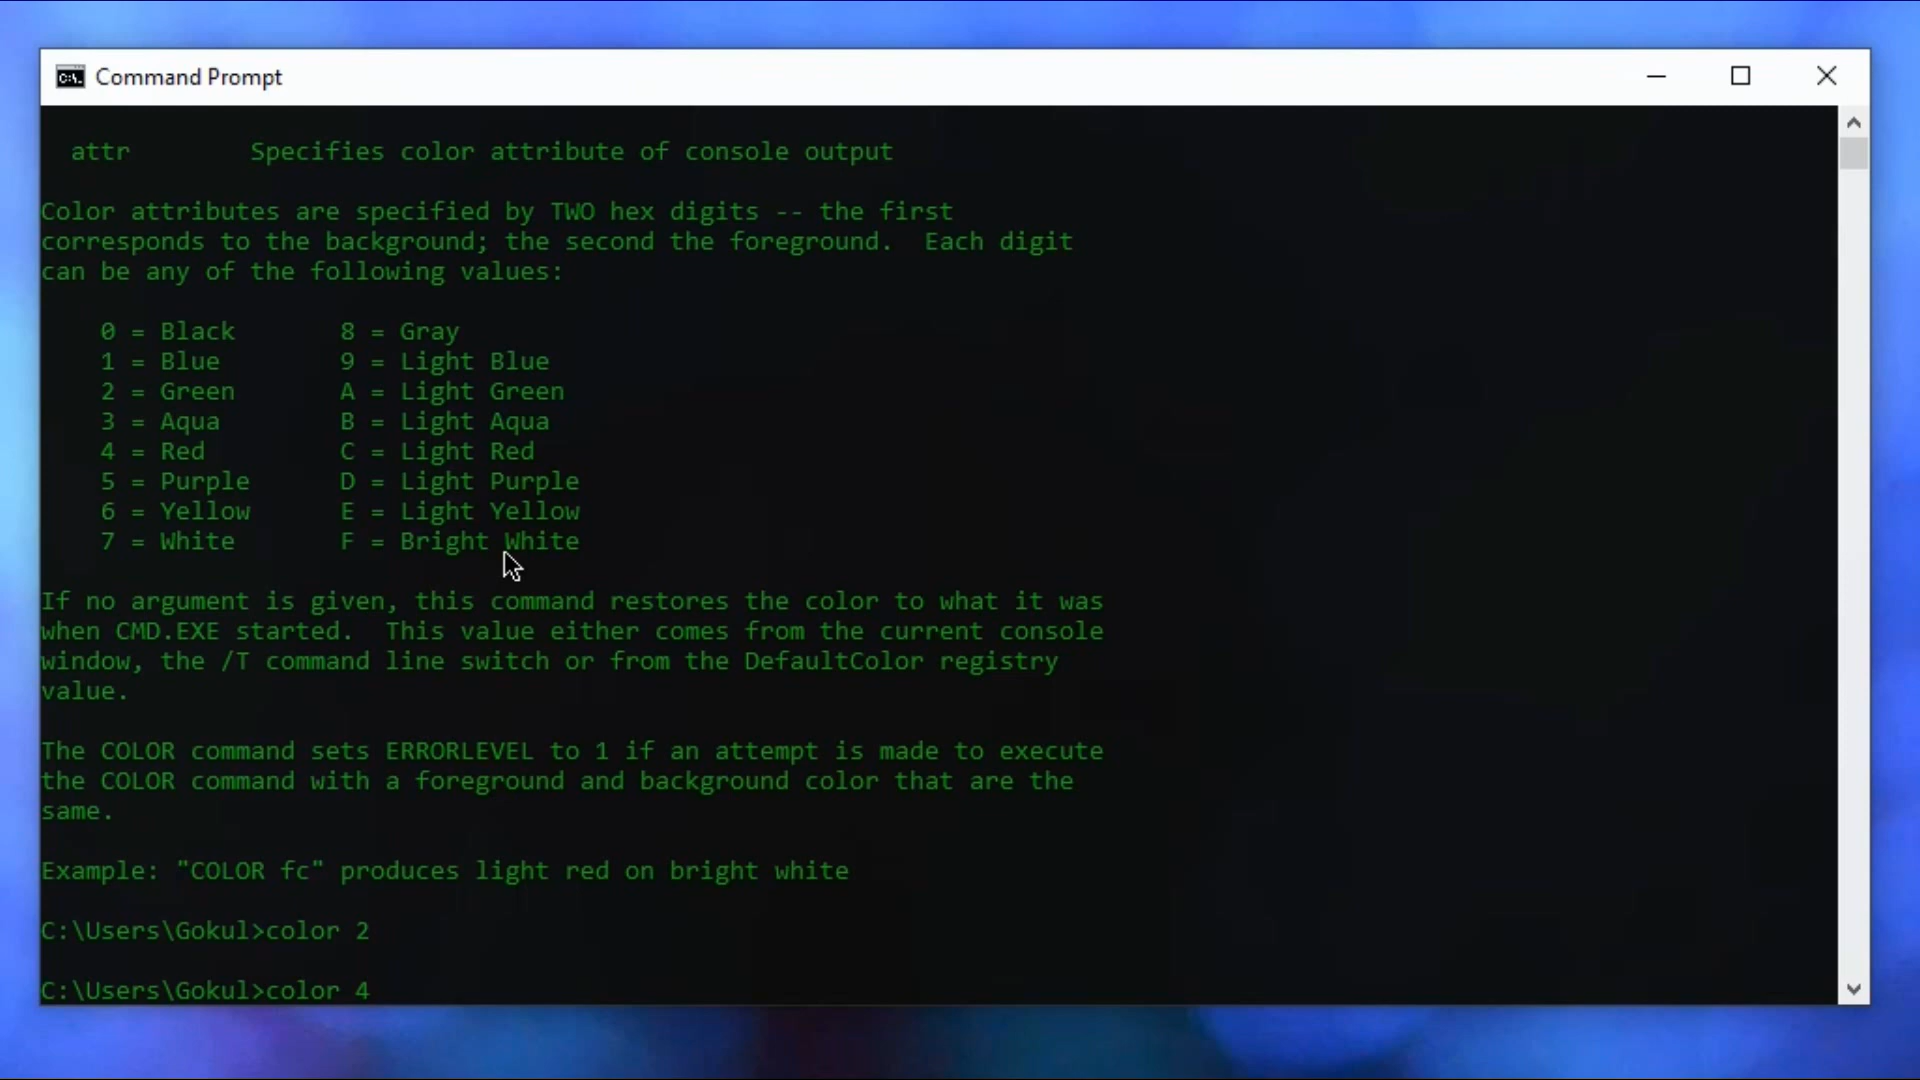 Command Prompt
attr        Specifies color attribute of console output
Color attributes are specified by TWO hex digits -- the first
corresponds to the background; the second the foreground.  Each digit
can be any of the following values:
0 = Black       8 = Gray
1 = Blue        9 = Light Blue
2 = Green       A = Light Green
3 = Aqua        B = Light Aqua
4 = Red         C = Light Red
5 = Purple      D = Light Purple
6 = Yellow      E = Light Yellow
7 = White       F = Bright White
If no argument is given, this command restores the color to what it was
when CMD.EXE started.  This value either comes from the current console
window, the /T command line switch or from the DefaultColor registry
value.
The COLOR command sets ERRORLEVEL to 1 if an attempt is made to execute
the COLOR command with a foreground and background color that are the
same.
Example: "COLOR fc" produces light red on bright white
C:\Users\Gokul>color 2
C:\Users\Gokul>color 4